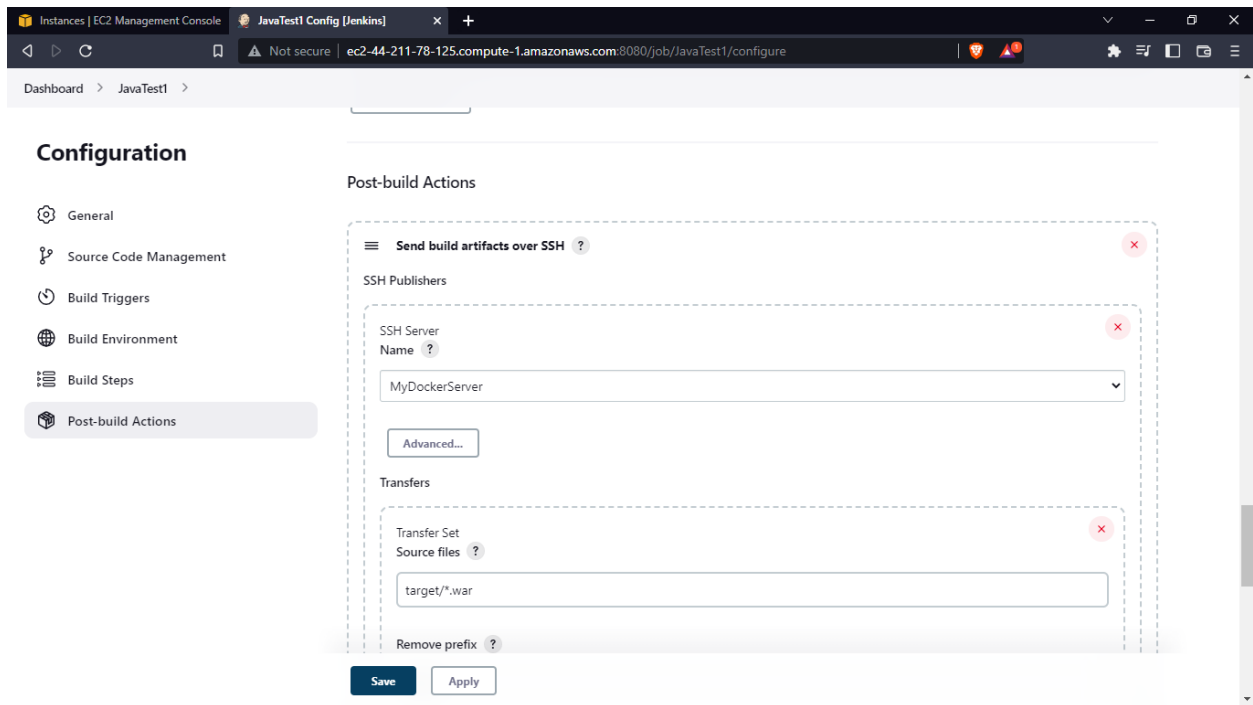 Instances | EC2 Management Console
JavaTest1 Config [Jenkins]
Not secure
ec2-44-211-78-125.compute-1.amazonaws.com:8080/job/JavaTest1/configure
1
Dashboard > JavaTest1 >
Configuration
General
Source Code Management
Build Triggers
Build Environment
Build Steps
Post-build Actions
Post-build Actions
Send build artifacts over SSH ?
SSH Publishers
SSH Server
Name ?
MyDockerServer
Advanced...
Transfers
Transfer Set
Source files ?
target/*.war
Remove prefix ?
Save
Apply